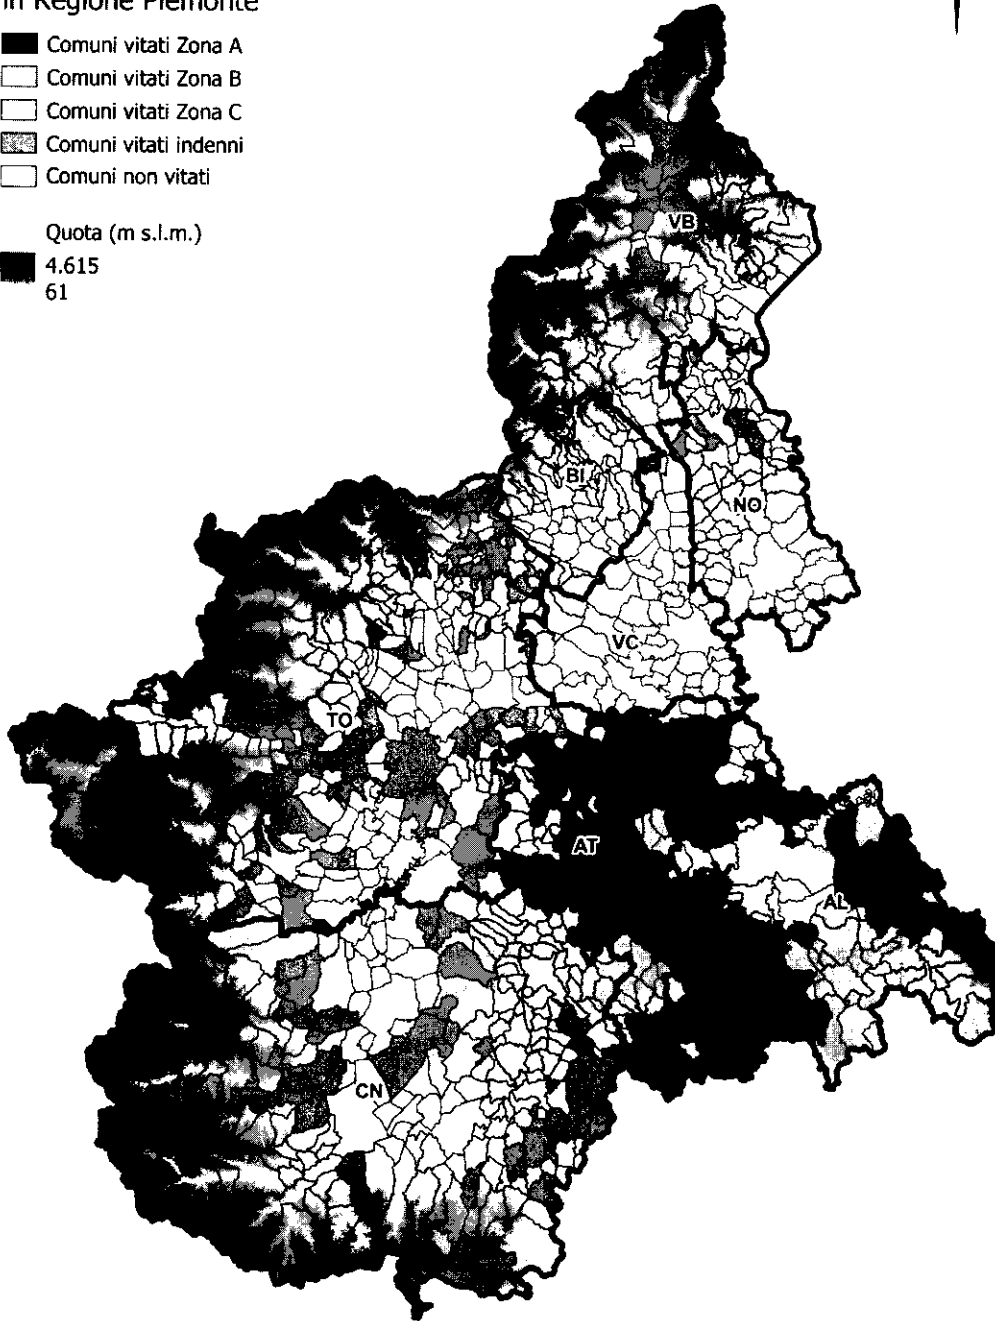 in Regione Piemonte
Comuni vitati Zona A
Comuni vitati Zona B
Comuni vitati Zona C
Comuni vitati indenni
Comuni non vitati
Quota (m s.l.m.)
4.615
61
VB
BI
NO
VC
TO
AT
AL
CN